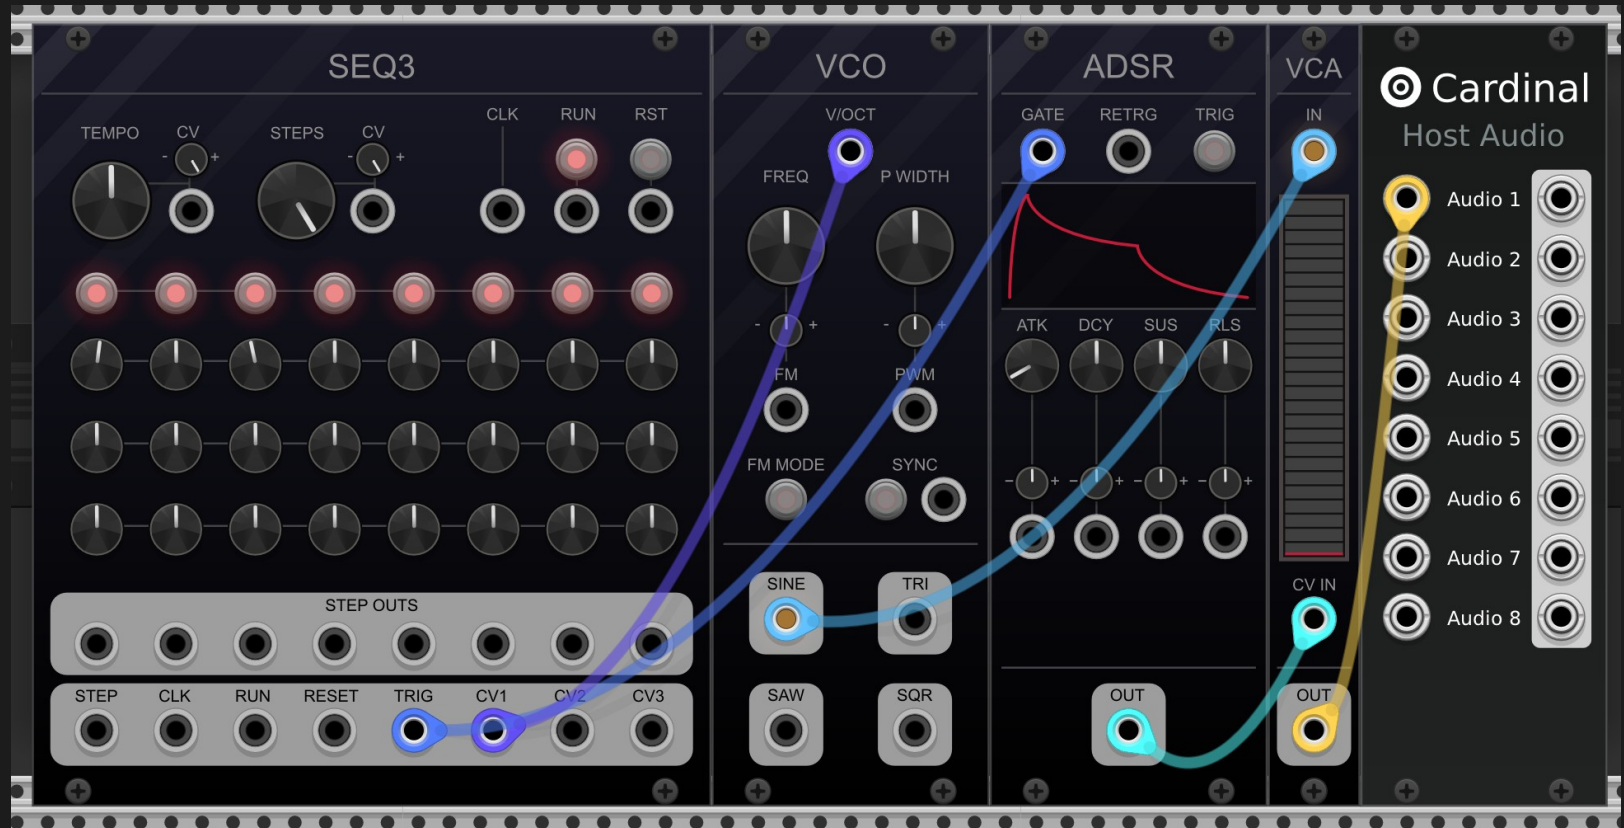 SEQ3
TEMPO
CV
- +
STEPS
CV
- +
CLK
RUN
RST
STEP OUTS
STEP
CLK
RUN
RESET
TRIG
CV1
CV2
CV3
VCO
V/OCT
FREQ
P WIDTH
- +
- +
FM
PWM
FM MODE
SYNC
SINE
TRI
SAW
SQR
ADSR
GATE
RETRG
TRIG
ATK
DCY
SUS
RLS
- +
- +
- +
- +
OUT
VCA
IN
CV IN
OUT
Cardinal
Host Audio
Audio 1
Audio 2
Audio 3
Audio 4
Audio 5
Audio 6
Audio 7
Audio 8